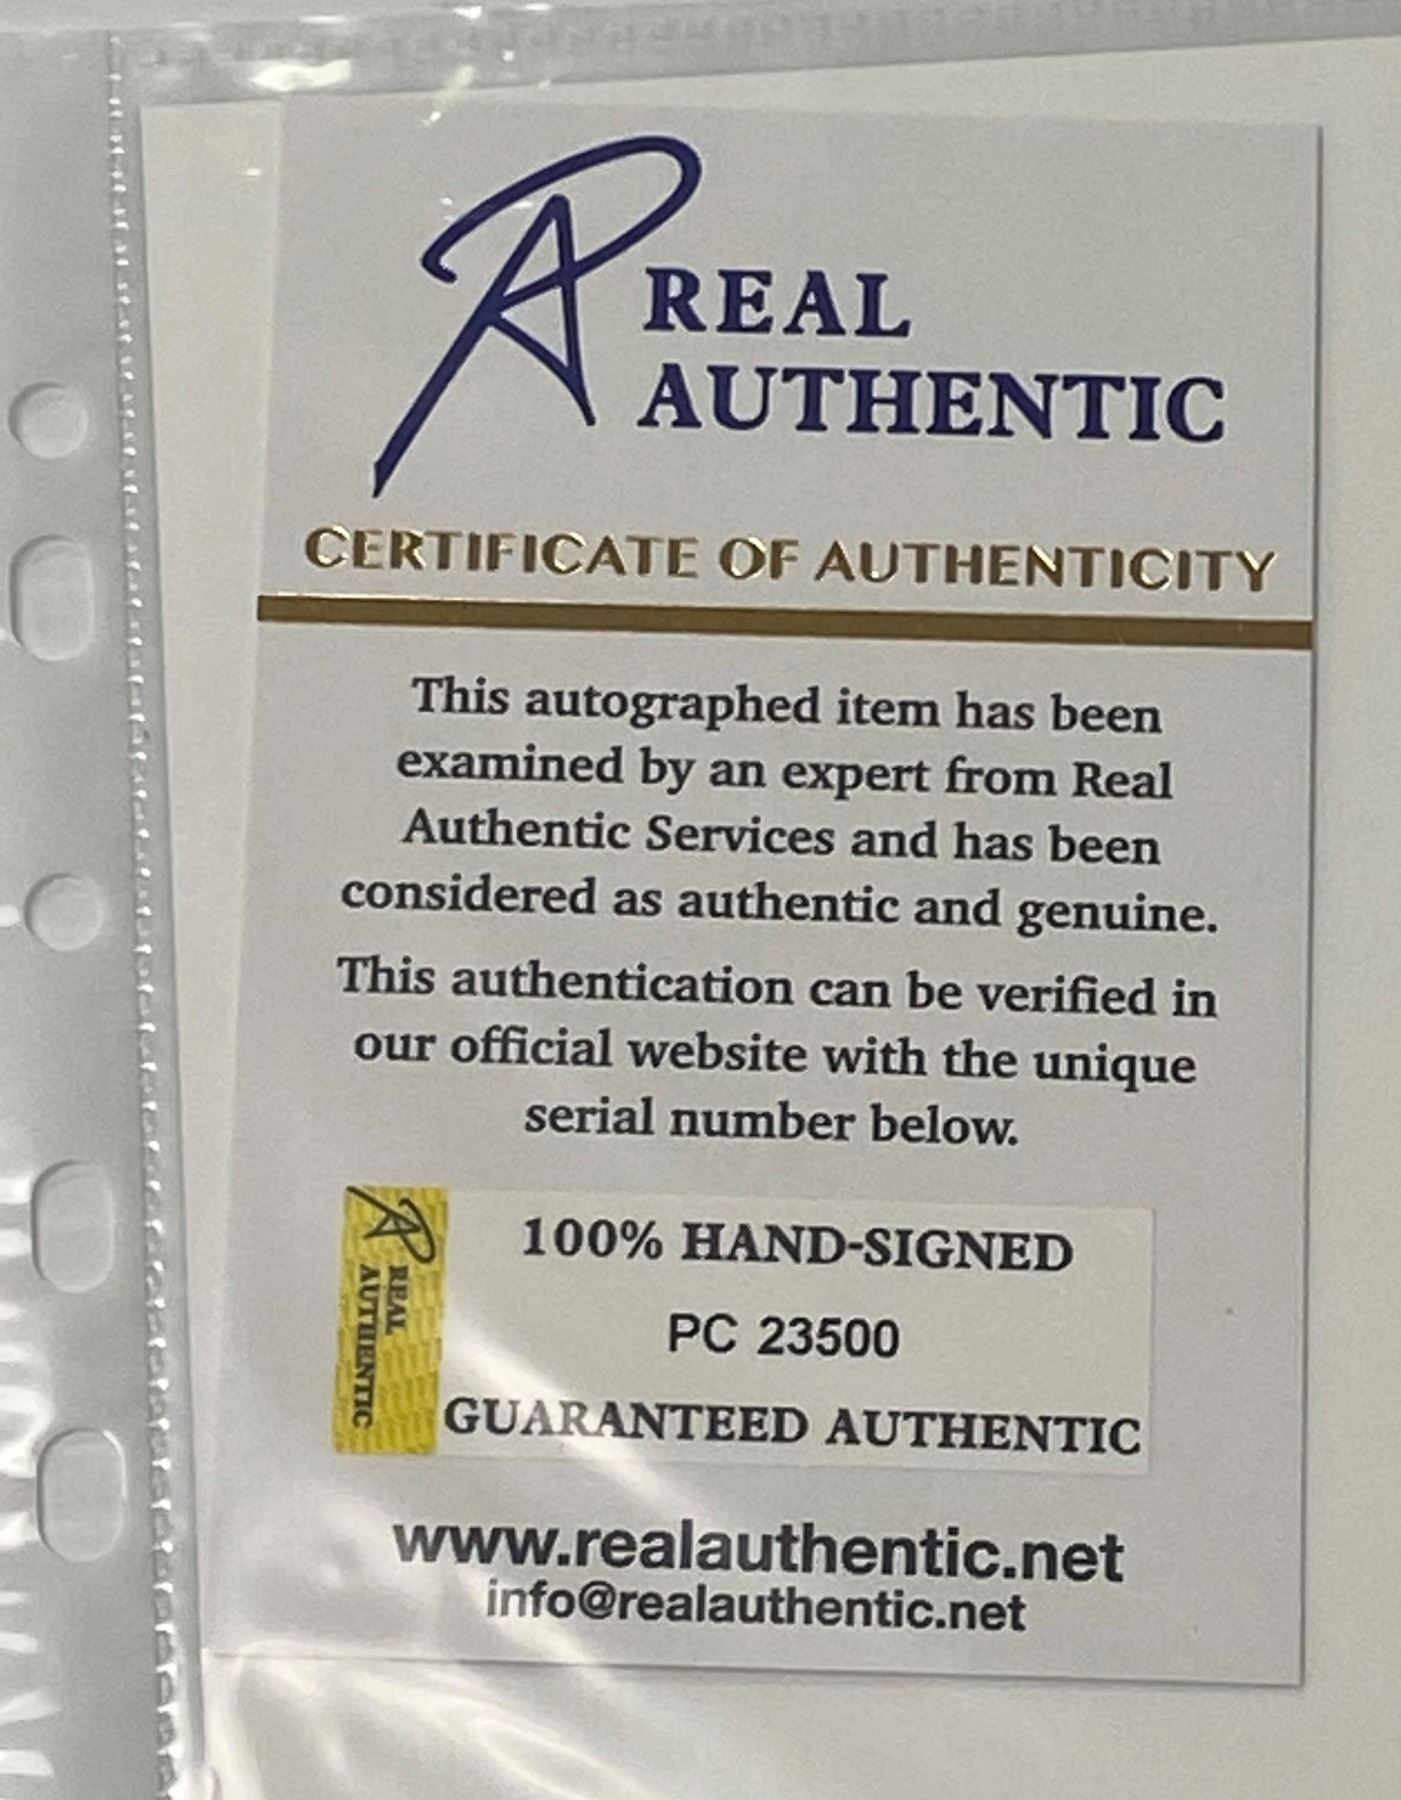 REAL
AUTHENTIC
CERTIFICATE OF AUTHENTICITY
This autographed item has been
examined by an expert from Real
Authentic Services and has been
considered as authentic and genuine.
This authentication can be verified in
our official website with the unique
serial number below.
REAL
AUTHENTIC
100% HAND-SIGNED
PC 23500
GUARANTEED AUTHENTIC
www.realauthentic.net
info@realauthentic.net